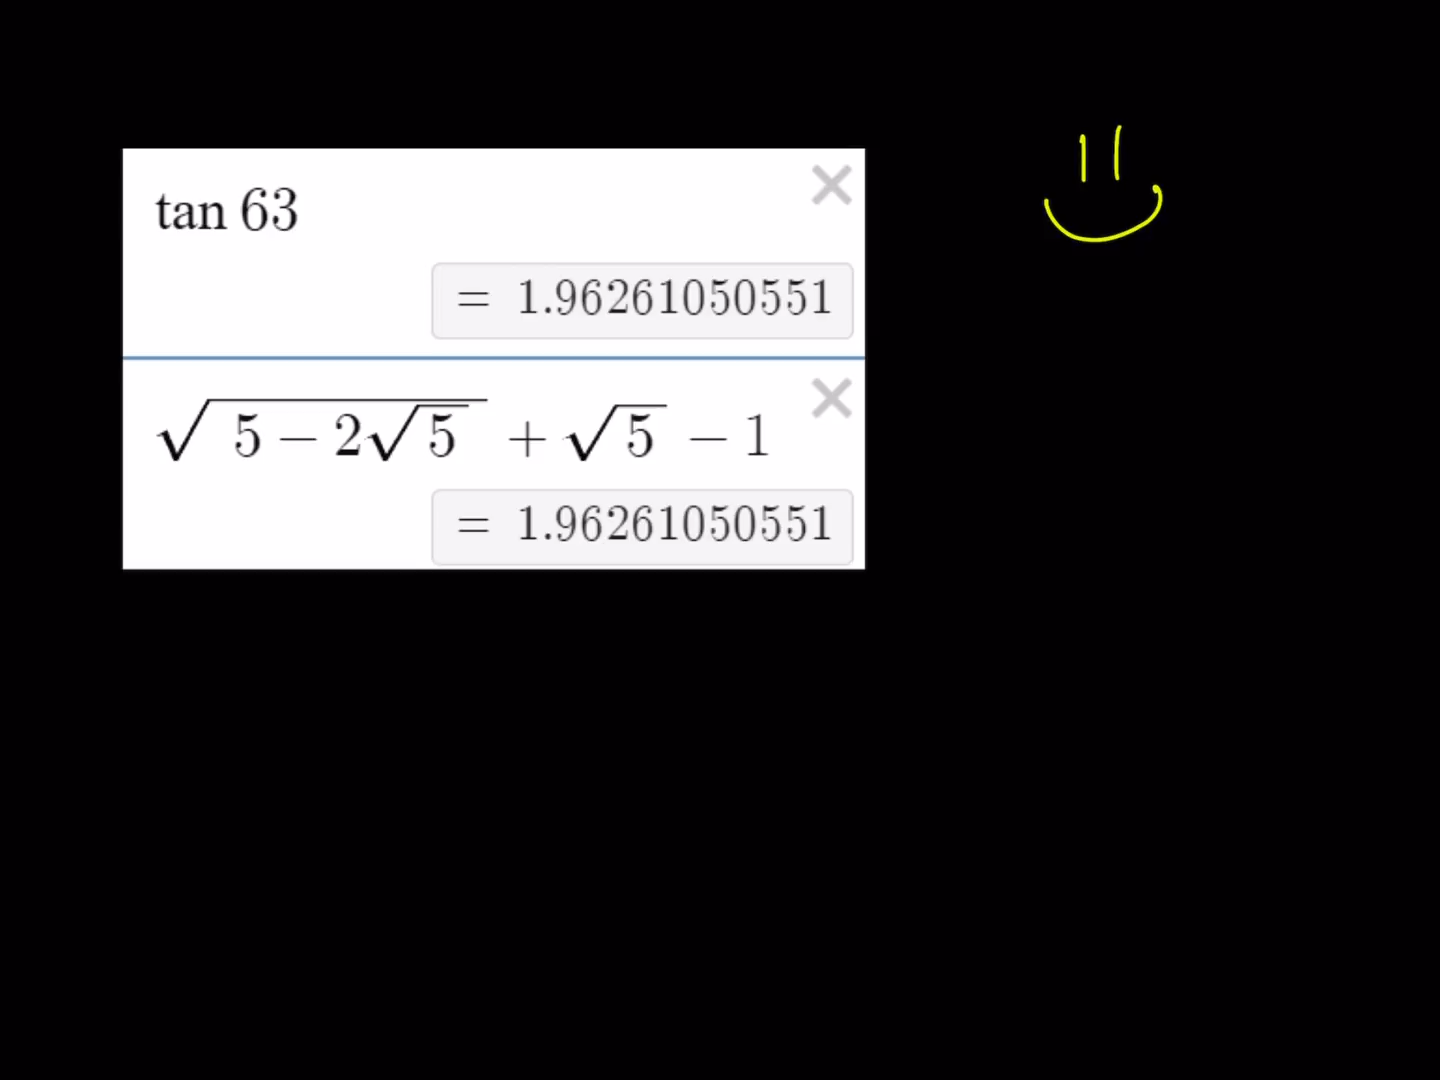 tan 63
= 1.96261050551
√(5 − 2√5) + √5 − 1
= 1.96261050551